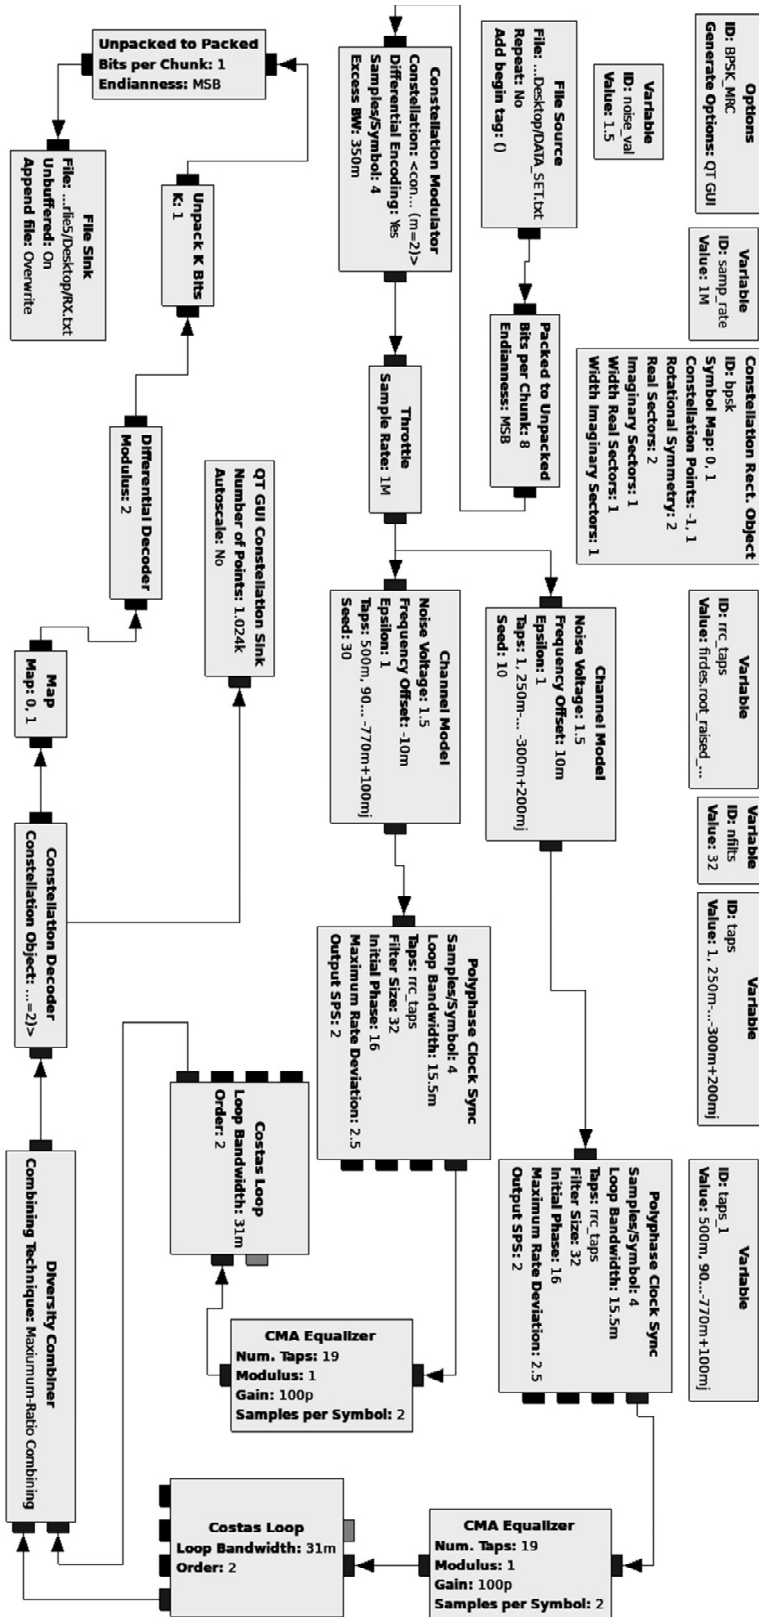 Options
ID: BPSK_MRC
Generate Options: QT GUI
Variable
ID: samp_rate
Value: 1M
Constellation Rect. Object
ID: bpsk
Symbol Map: 0, 1
Constellation Points: -1, 1
Rotational Symmetry: 2
Real Sectors: 2
Imaginary Sectors: 1
Width Real Sectors: 1
Width Imaginary Sectors: 1
Variable
ID: rrc_taps
Value: firdes.root_raised_...
Variable
ID: nfilts
Value: 32
Variable
ID: taps
Value: 1, 250m-...-300m+200mj
Variable
ID: taps_1
Value: 500m, 90...-770m+100mj
Variable
ID: noise_val
Value: 1.5
File Source
File: ...Desktop/DATA_SET.txt
Repeat: No
Add begin tag: ()
Packed to Unpacked
Bits per Chunk: 8
Endianness: MSB
Constellation Modulator
Constellation: <con... (m=2)>
Differential Encoding: Yes
Samples/Symbol: 4
Excess BW: 350m
Throttle
Sample Rate: 1M
Channel Model
Noise Voltage: 1.5
Frequency Offset: 10m
Epsilon: 1
Taps: 1, 250m-... -300m+200mj
Seed: 10
Channel Model
Noise Voltage: 1.5
Frequency Offset: -10m
Epsilon: 1
Taps: 500m, 90... -770m+100mj
Seed: 30
Polyphase Clock Sync
Samples/Symbol: 4
Loop Bandwidth: 15.5m
Taps: rrc_taps
Filter Size: 32
Initial Phase: 16
Maximum Rate Deviation: 2.5
Output SPS: 2
Polyphase Clock Sync
Samples/Symbol: 4
Loop Bandwidth: 15.5m
Taps: rrc_taps
Filter Size: 32
Initial Phase: 16
Maximum Rate Deviation: 2.5
Output SPS: 2
CMA Equalizer
Num. Taps: 19
Modulus: 1
Gain: 100p
Samples per Symbol: 2
CMA Equalizer
Num. Taps: 19
Modulus: 1
Gain: 100p
Samples per Symbol: 2
Costas Loop
Loop Bandwidth: 31m
Order: 2
Costas Loop
Loop Bandwidth: 31m
Order: 2
Diversity Combiner
Combining Technique: Maxiumum-Ratio Combining
Constellation Decoder
Constellation Object: ...=2)>
QT GUI Constellation Sink
Number of Points: 1.024k
Autoscale: No
Map
Map: 0, 1
Differential Decoder
Modulus: 2
Unpack K Bits
K: 1
Unpacked to Packed
Bits per Chunk: 1
Endianness: MSB
File Sink
File: ...rlie5/Desktop/RX.txt
Unbuffered: On
Append file: Overwrite